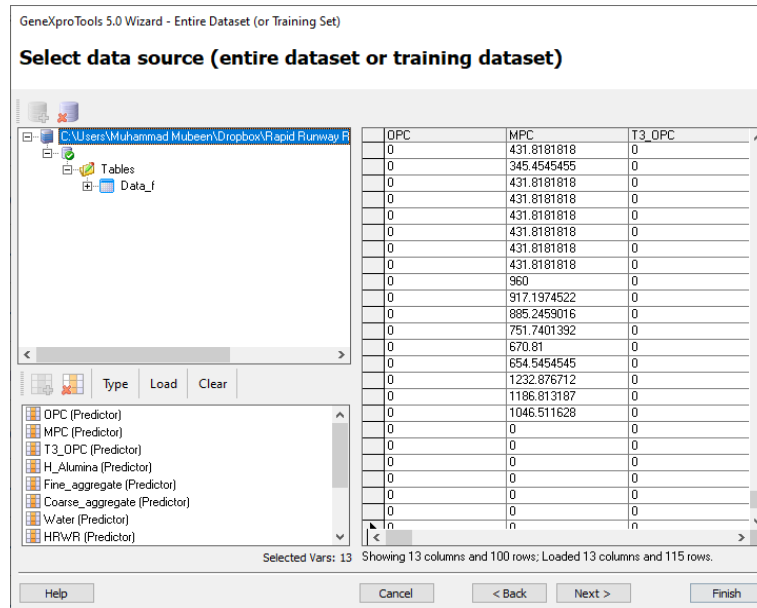 GeneXproTools 5.0 Wizard - Entire Dataset (or Training Set)
Select data source (entire dataset or training dataset)
C:\Users\Muhammad Mubeen\Dropbox\Rapid Runway R
Tables
Data_f
Type Load Clear
OPC (Predictor)
MPC (Predictor)
T3_OPC (Predictor)
H_Alumina (Predictor)
Fine_aggregate (Predictor)
Coarse_aggregate (Predictor)
Water (Predictor)
HRWR (Predictor)
OPC MPC T3_OPC
0 431.8181818 0
0 345.4545455 0
0 431.8181818 0
0 431.8181818 0
0 431.8181818 0
0 431.8181818 0
0 431.8181818 0
0 431.8181818 0
0 960 0
0 917.1974522 0
0 885.2459016 0
0 751.7401392 0
0 670.81 0
0 654.5454545 0
0 1232.876712 0
0 1186.813187 0
0 1046.511628 0
0 0 0
0 0 0
0 0 0
0 0 0
0 0 0
0 0 0
0 0 0
Selected Vars: 13 Showing 13 columns and 100 rows; Loaded 13 columns and 115 rows.
Help Cancel < Back Next > Finish